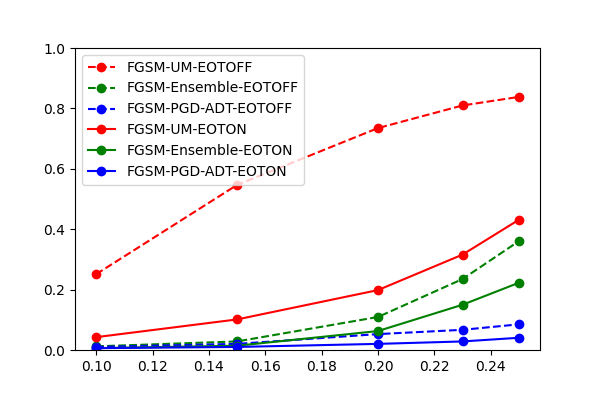 1.0
0.8
0.6
0.4
0.2
0.0
FGSM-UM-EOTOFF
FGSM-Ensemble-EOTOFF
FGSM-PGD-ADT-EOTOFF
FGSM-UM-EOTON
FGSM-Ensemble-EOTON
FGSM-PGD-ADT-EOTON
0.10 0.12 0.14 0.16 0.18 0.20 0.22 0.24